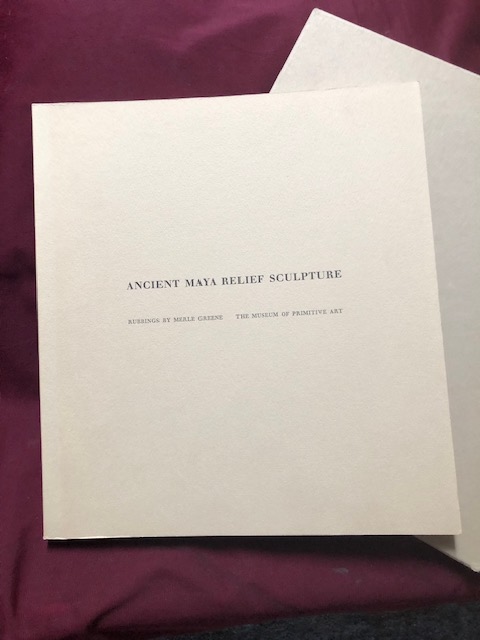 ANCIENT MAYA RELIEF SCULPTURE
RUBBINGS BY MERLE GREENE THE MUSEUM OF PRIMITIVE ART